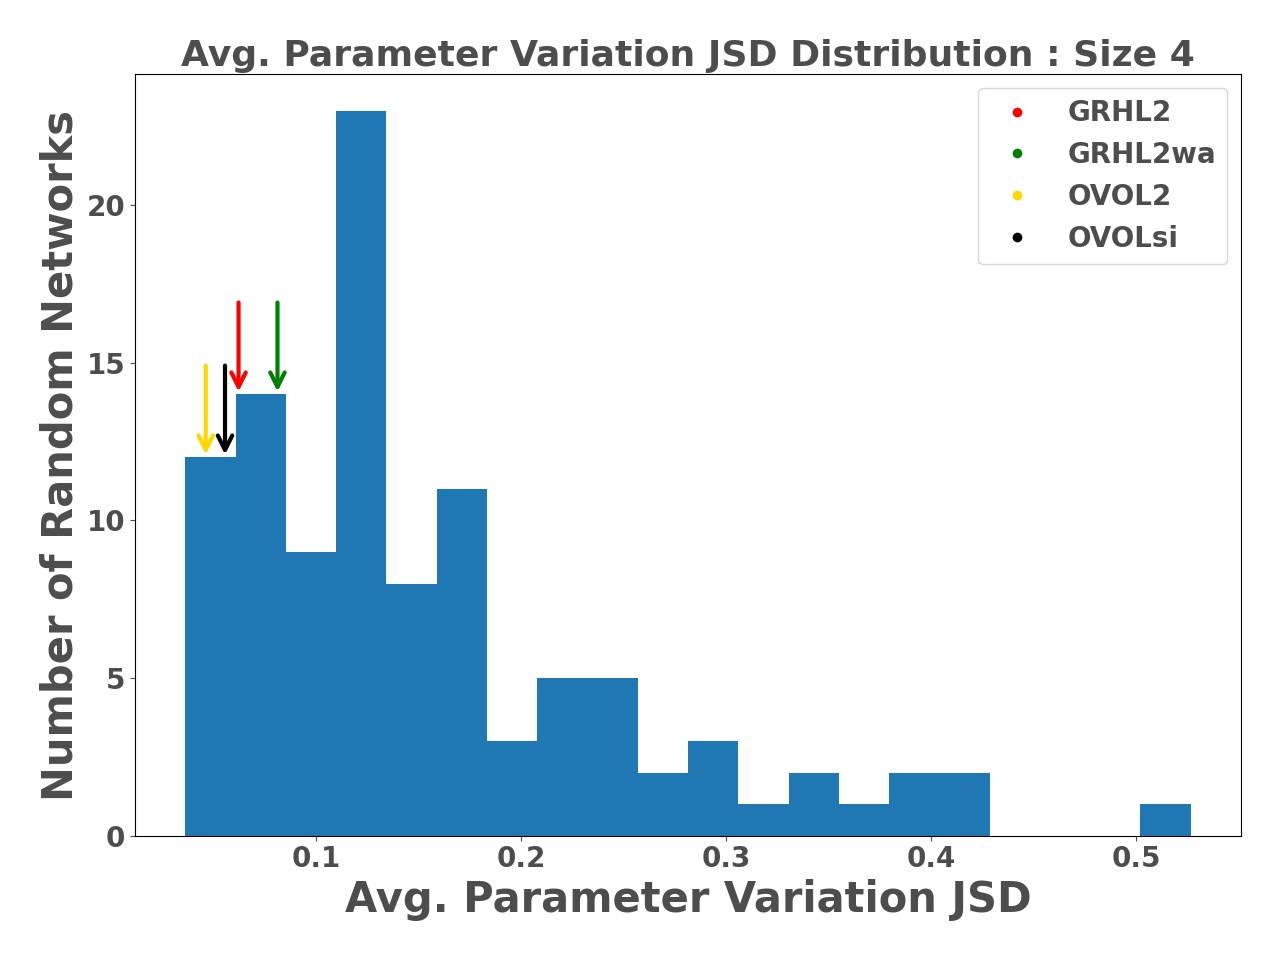 Avg. Parameter Variation JSD Distribution : Size 4
GRHL2
GRHL2wa
OVOL2
OVOLsi
Number of Random Networks
20
15
10
5
0
0.1 0.2 0.3 0.4 0.5
Avg. Parameter Variation JSD